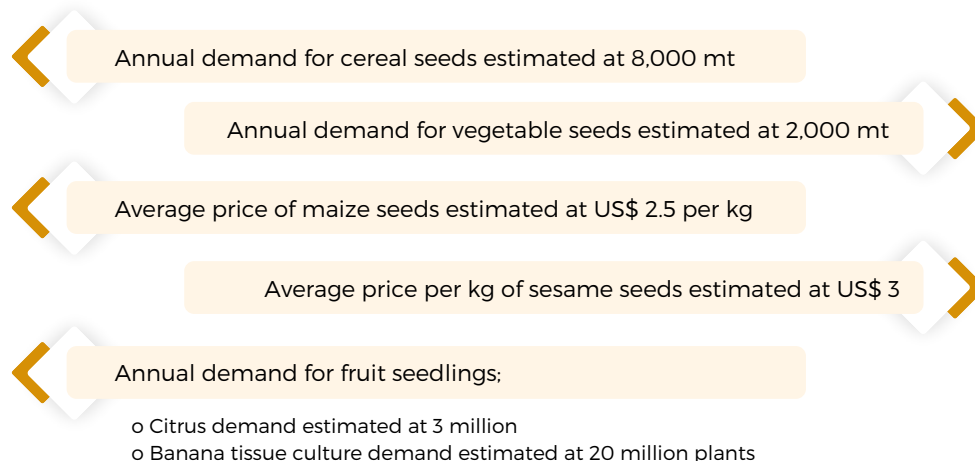 Annual demand for cereal seeds estimated at 8,000 mt
Annual demand for vegetable seeds estimated at 2,000 mt
Average price of maize seeds estimated at US$ 2.5 per kg
Average price per kg of sesame seeds estimated at US$ 3
Annual demand for fruit seedlings;
o Citrus demand estimated at 3 million
o Banana tissue culture demand estimated at 20 million plants